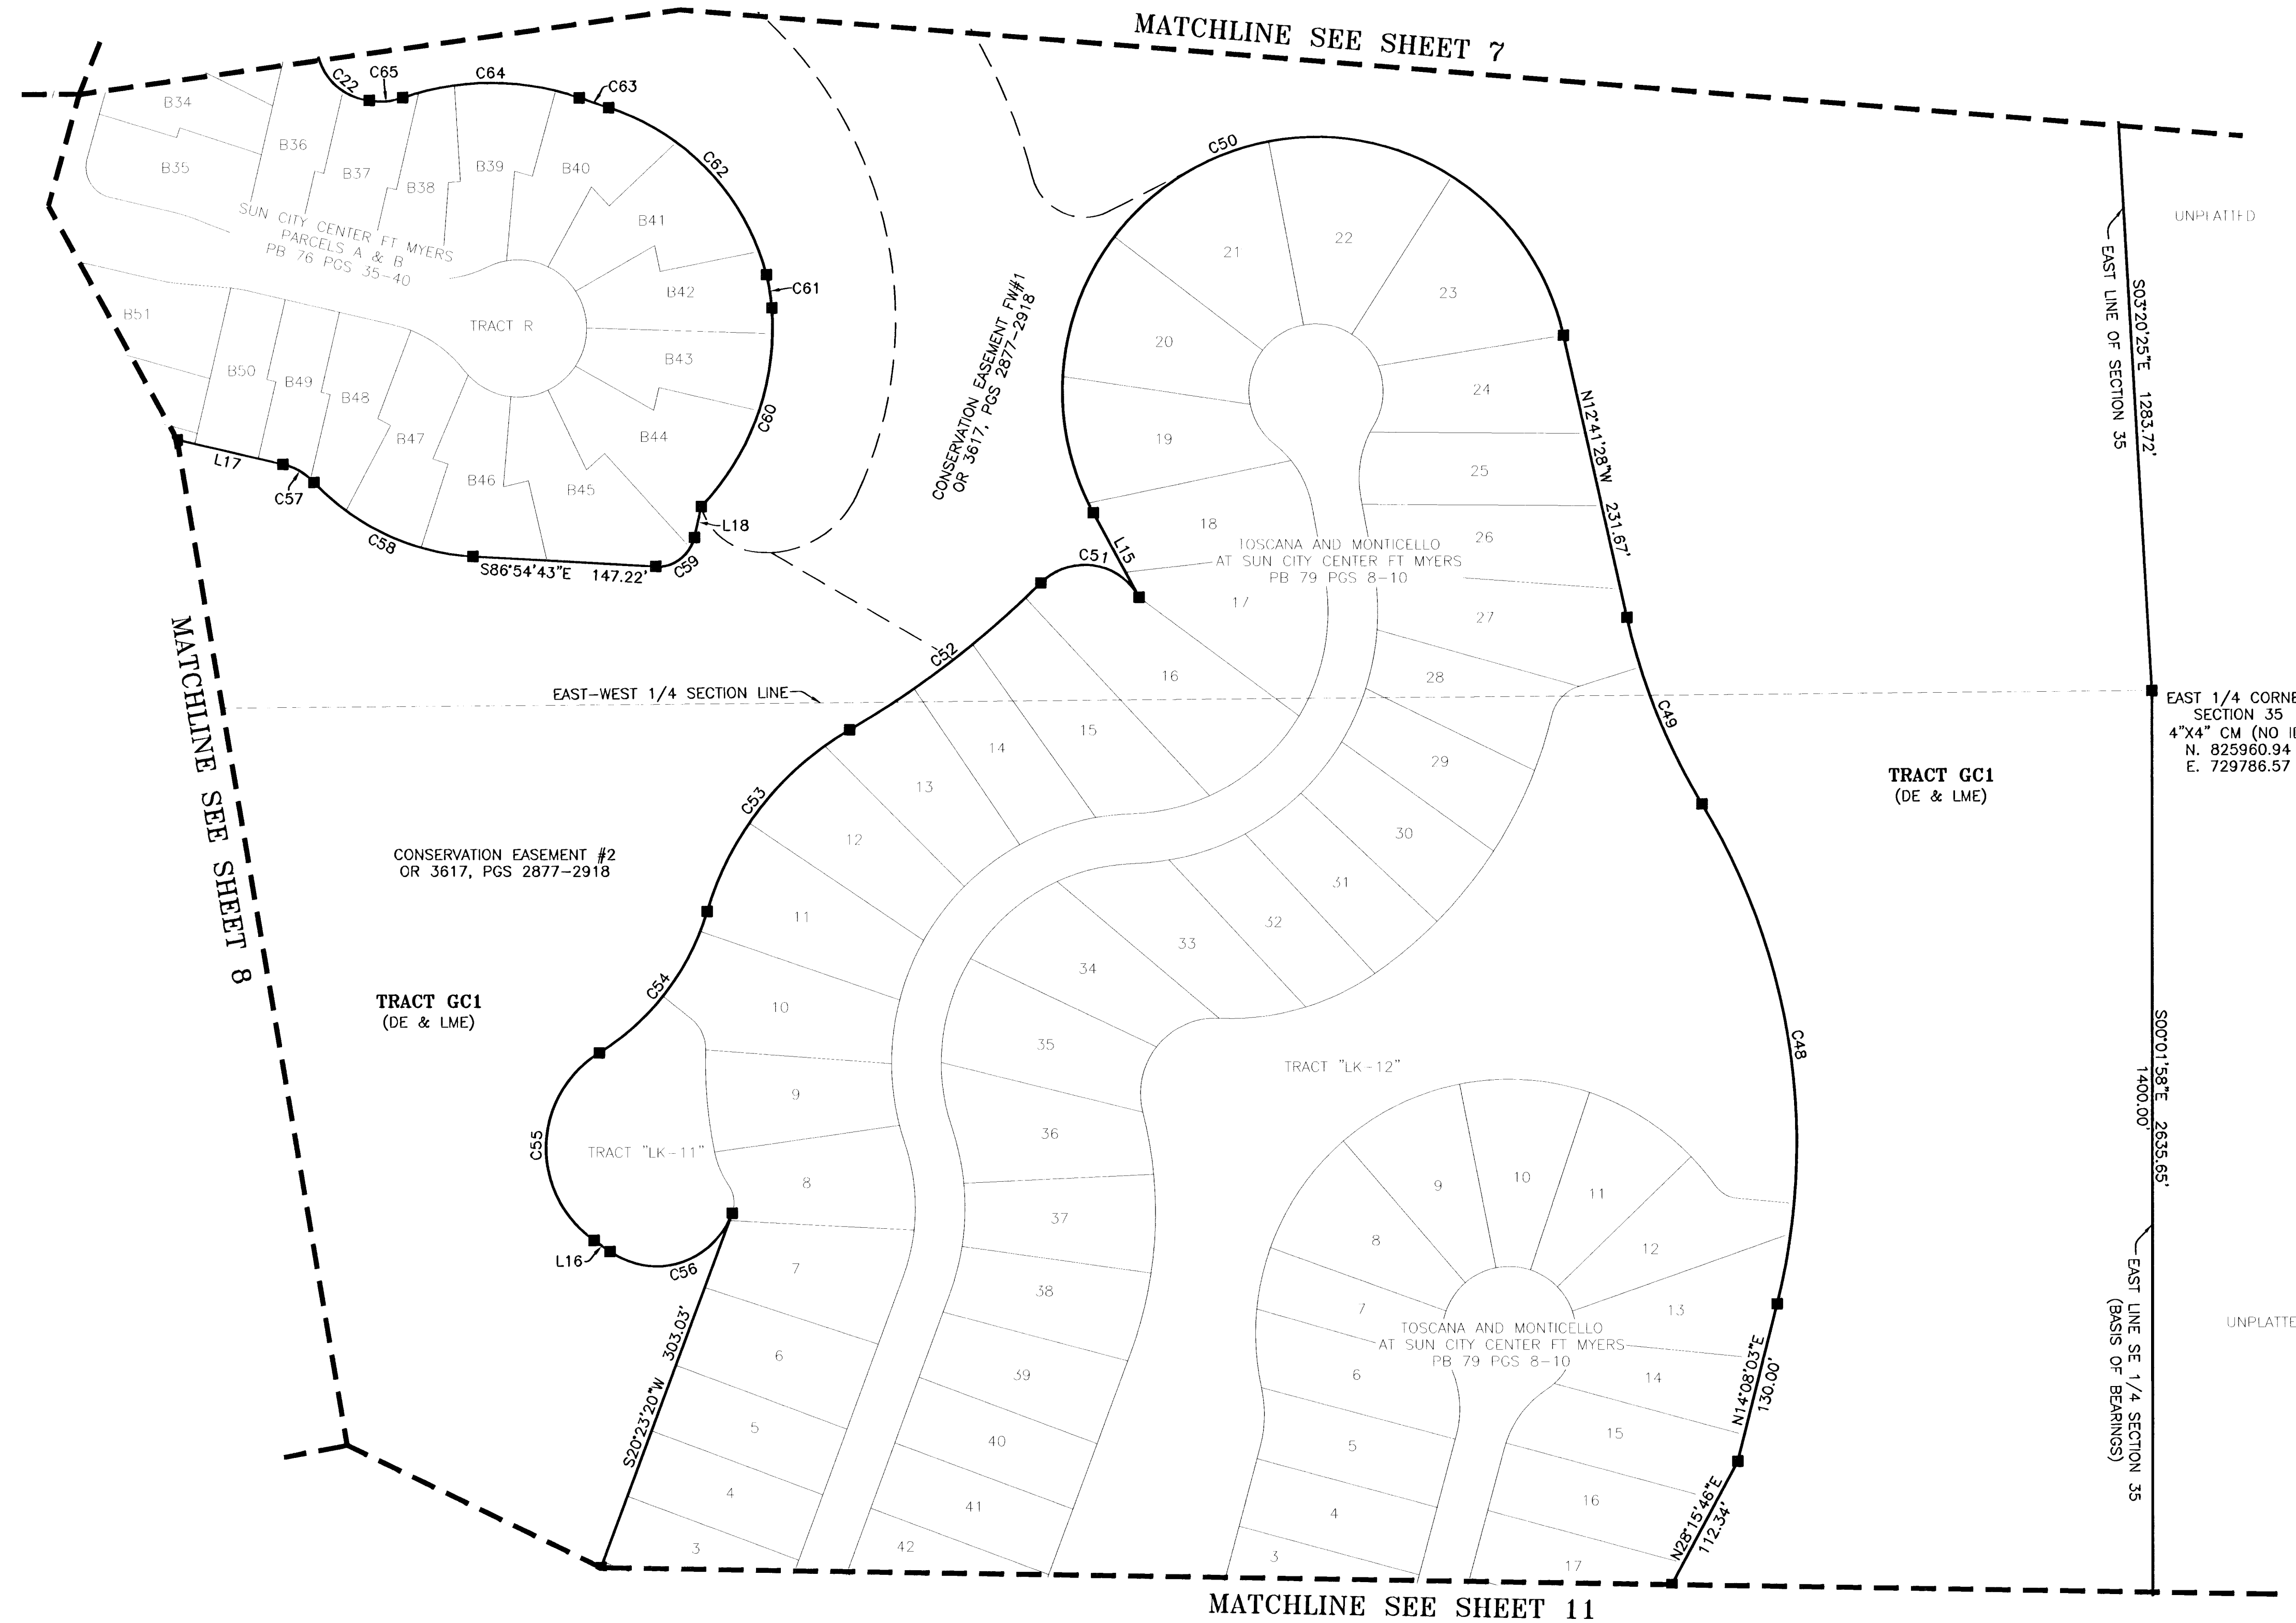 MATCHLINE SEE SHEET 7
C22
C65
C64
C63
B34
B35
B36
B37
B38
B39
B40
C62
B41
C50
UNPLATTED
SUN CITY CENTER FT MYERS
PARCELS A & B
PB 76 PGS 35-40
TRACT R
B42
C61
B51
B50
B49
B48
B47
B46
B45
B44
B43
C60
L17
C57
C58
S86°54'43"E 147.22'
C59
L18
CONSERVATION EASEMENT FW#1
OR 3617, PGS 2877-2918
21
22
23
20
24
19
25
18
26
N12°41'28"W 231.67'
EAST LINE OF SECTION 35
S03°20'25"E 1283.72'
L15
C51
TOSCANA AND MONTICELLO
AT SUN CITY CENTER FT MYERS
PB 79 PGS 8-10
17
27
C52
16
28
EAST-WEST 1/4 SECTION LINE
EAST 1/4 CORNE
SECTION 35
4"X4" CM (NO I
N. 825960.94
E. 729786.57
C49
15
14
13
29
TRACT GC1
(DE & LME)
MATCHLINE SEE SHEET 8
C53
12
30
CONSERVATION EASEMENT #2
OR 3617, PGS 2877-2918
31
11
32
33
34
C54
TRACT GC1
(DE & LME)
10
35
TRACT "LK-12"
C48
S00°01'58"E 2635.65'
1400.00'
9
36
C55
TRACT "LK-11"
8
37
9
10
11
8
12
L16
C56
7
38
7
13
TOSCANA AND MONTICELLO
AT SUN CITY CENTER FT MYERS
PB 79 PGS 8-10
EAST LINE SE 1/4 SECTION 35
(BASIS OF BEARINGS)
UNPLATTE
6
39
6
14
N14°08'03"E
130.00'
S20°23'20"W 303.03'
5
40
5
15
4
41
4
16
N28°15'46"E
112.34'
3
42
3
17
MATCHLINE SEE SHEET 11